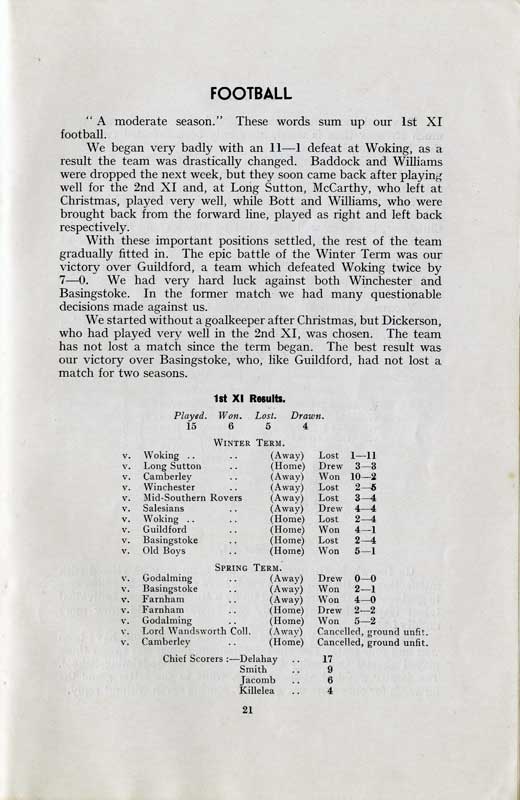 FOOTBALL
" A moderate season." These words sum up our 1st XI
football.
We began very badly with an 11—1 defeat at Woking, as a
result the team was drastically changed. Baddock and Williams
were dropped the next week, but they soon came back after playing
well for the 2nd XI and, at Long Sutton, McCarthy, who left at
Christmas, played very well, while Bott and Williams, who were
brought back from the forward line, played as right and left back
respectively.
With these important positions settled, the rest of the team
gradually fitted in. The epic battle of the Winter Term was our
victory over Guildford, a team which defeated Woking twice by
7—0. We had very hard luck against both Winchester and
Basingstoke. In the former match we had many questionable
decisions made against us.
We started without a goalkeeper after Christmas, but Dickerson,
who had played very well in the 2nd XI, was chosen. The team
has not lost a match since the term began. The best result was
our victory over Basingstoke, who, like Guildford, had not lost a
match for two seasons.
1st XI Results.
Played. Won. Lost. Drawn.
15 6 5 4
WINTER TERM.
v. Woking .. .. (Away) Lost 1—11
v. Long Sutton .. (Home) Drew 3—3
v. Camberley .. (Away) Won 10—2
v. Winchester .. (Away) Lost 2—5
v. Mid-Southern Rovers (Away) Lost 3—4
v. Salesians .. (Away) Drew 4—4
v. Woking .. .. (Home) Lost 2—4
v. Guildford .. (Home) Won 4—1
v. Basingstoke .. (Home) Lost 2—4
v. Old Boys .. (Home) Won 5—1
SPRING TERM.
v. Godalming .. (Away) Drew 0—0
v. Basingstoke .. (Away) Won 2—1
v. Farnham .. (Away) Won 4—0
v. Farnham .. (Home) Drew 2—2
v. Godalming .. (Home) Won 5—2
v. Lord Wandsworth Coll. (Away) Cancelled, ground unfit.
v. Camberley .. (Home) Cancelled, ground unfit.
Chief Scorers :—Delahay .. 17
Smith .. 9
Jacomb .. 6
Killelea .. 4
21